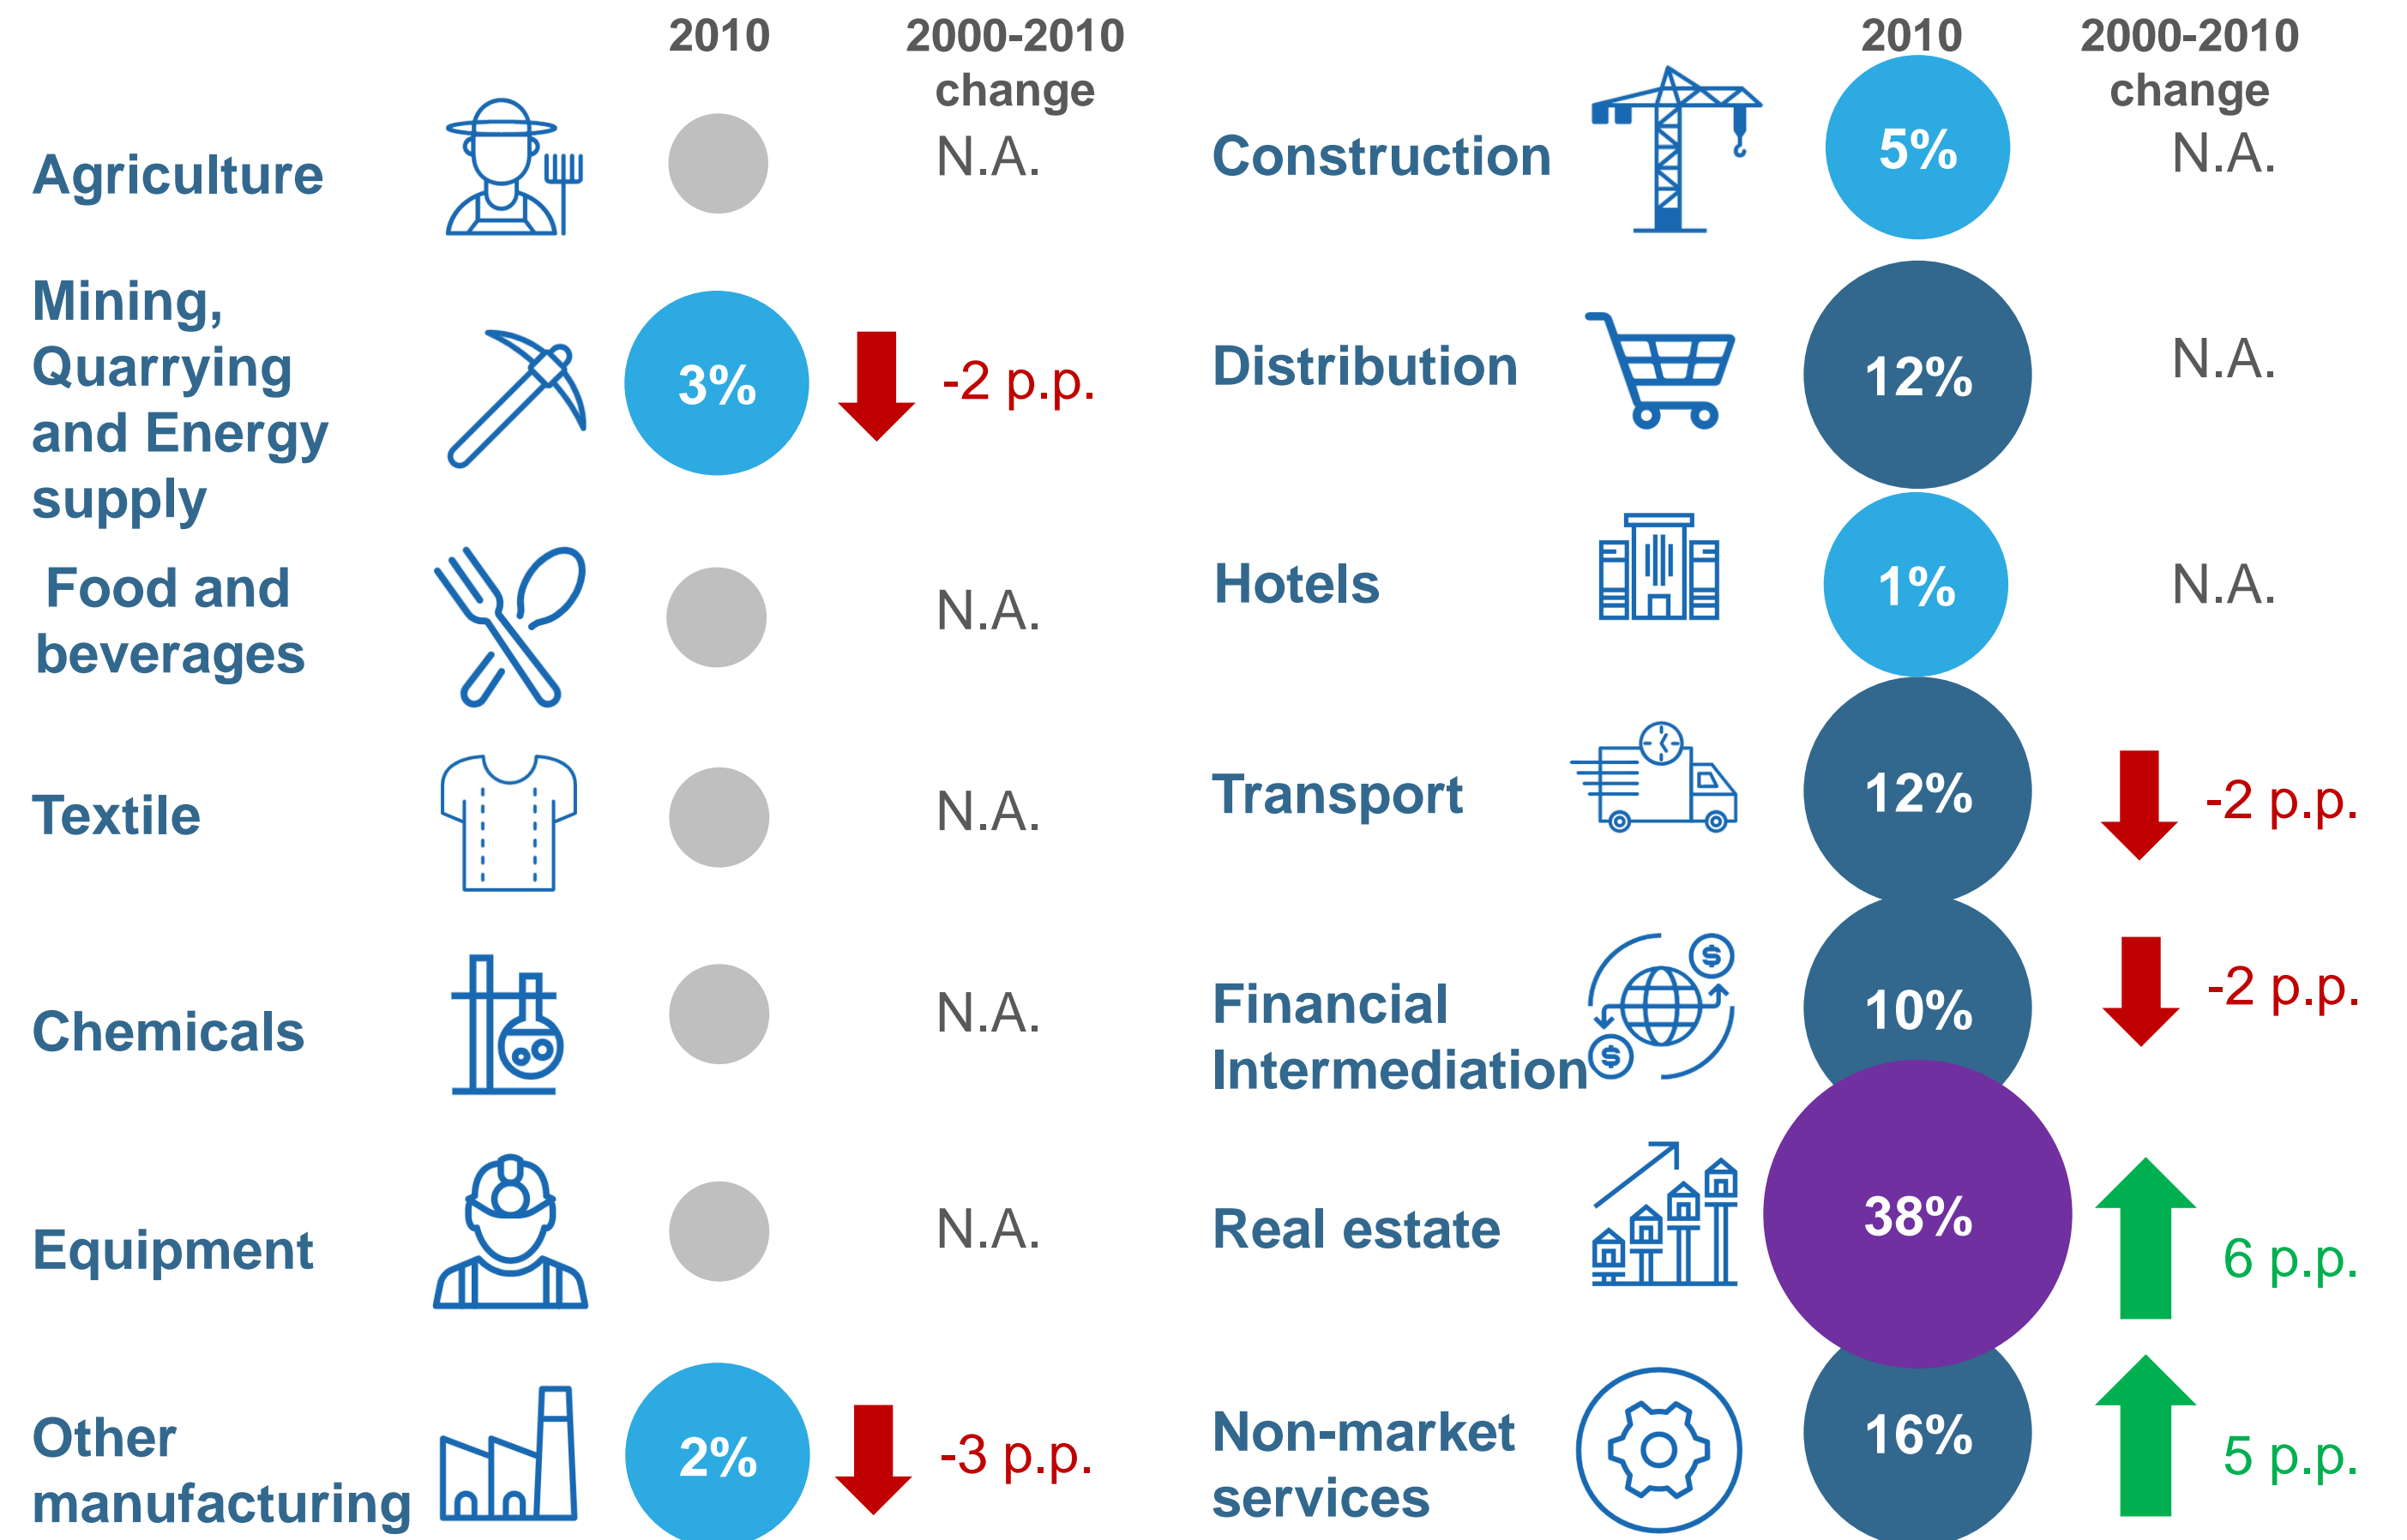 2010
2000-2010
change
Agriculture
N.A.
Mining,
Quarrying
and Energy
supply
3%
-2 p.p.
Food and
beverages
N.A.
Textile
N.A.
Chemicals
N.A.
Equipment
N.A.
Other
manufacturing
2%
-3 p.p.
2010
2000-2010
change
Construction
5%
N.A.
Distribution
12%
N.A.
Hotels
1%
N.A.
Transport
12%
-2 p.p.
Financial
Intermediation
$
$
10%
-2 p.p.
Real estate
38%
6 p.p.
Non-market
services
16%
5 p.p.